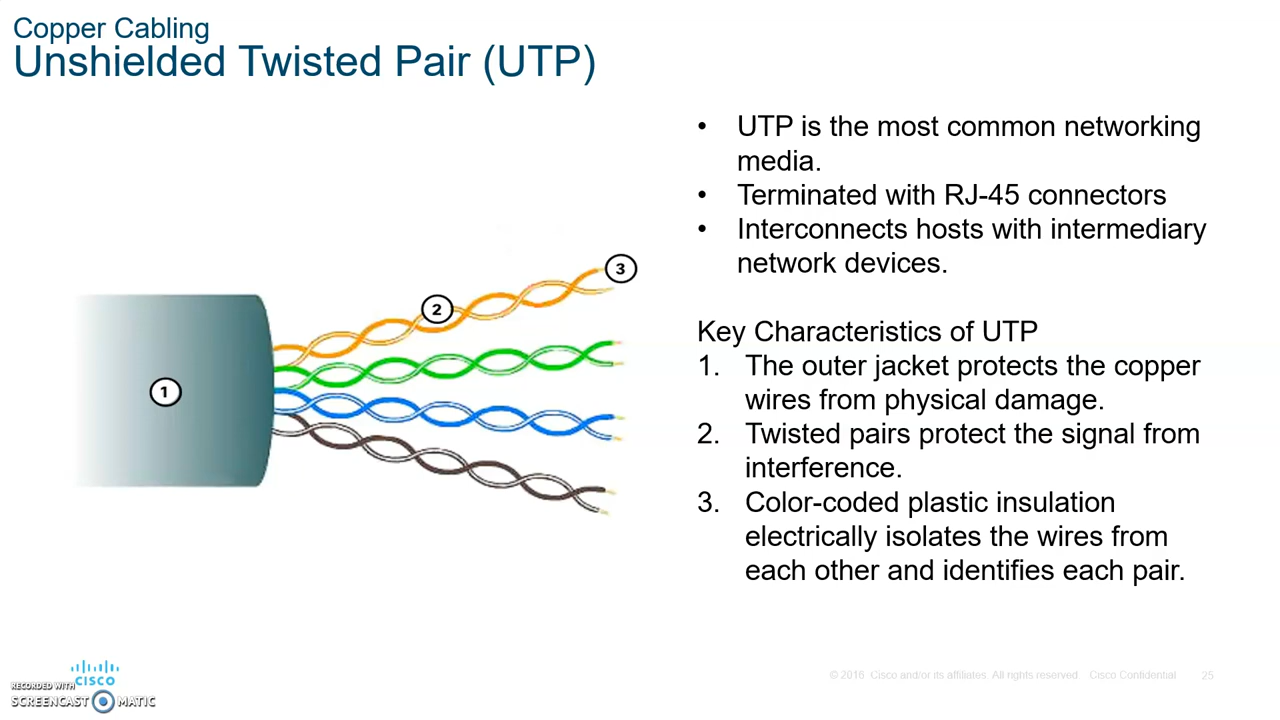 Copper Cabling
Unshielded Twisted Pair (UTP)
• UTP is the most common networking
media.
• Terminated with RJ-45 connectors
• Interconnects hosts with intermediary
network devices.
3
2
1
Key Characteristics of UTP
1. The outer jacket protects the copper
wires from physical damage.
2. Twisted pairs protect the signal from
interference.
3. Color-coded plastic insulation
electrically isolates the wires from
each other and identifies each pair.
CISCO
RECORDED WITH
SCREENCAST MATIC
© 2016 Cisco and/or its affiliates. All rights reserved. Cisco Confidential 25